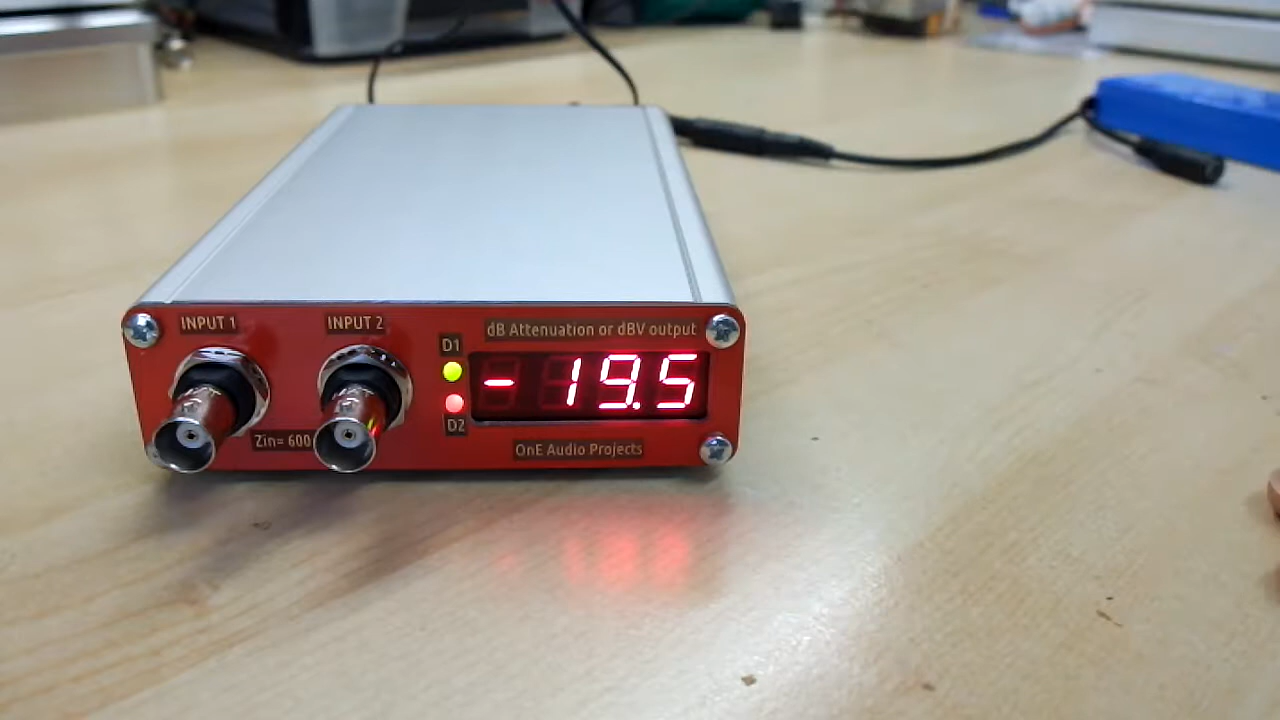 INPUT 1
INPUT 2
dB Attenuation or dBV output
D1
- 19.5
D2
Zin= 600
OnE Audio Projects